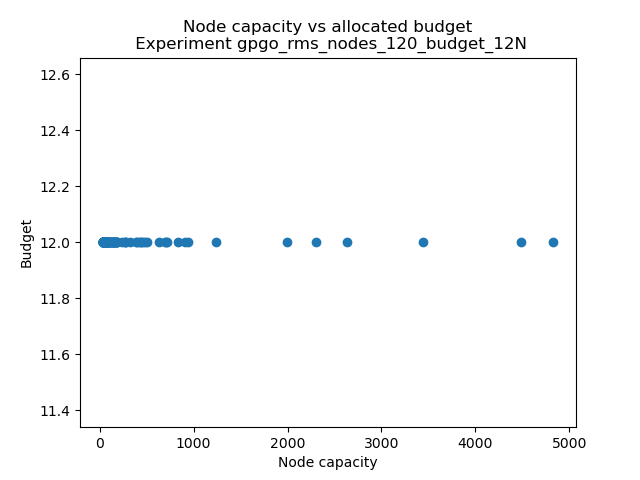 Node capacity vs allocated budget
Experiment gpgo_rms_nodes_120_budget_12N
12.6
12.4
12.2
12.0
11.8
11.6
11.4
Budget
0 1000 2000 3000 4000 5000
Node capacity